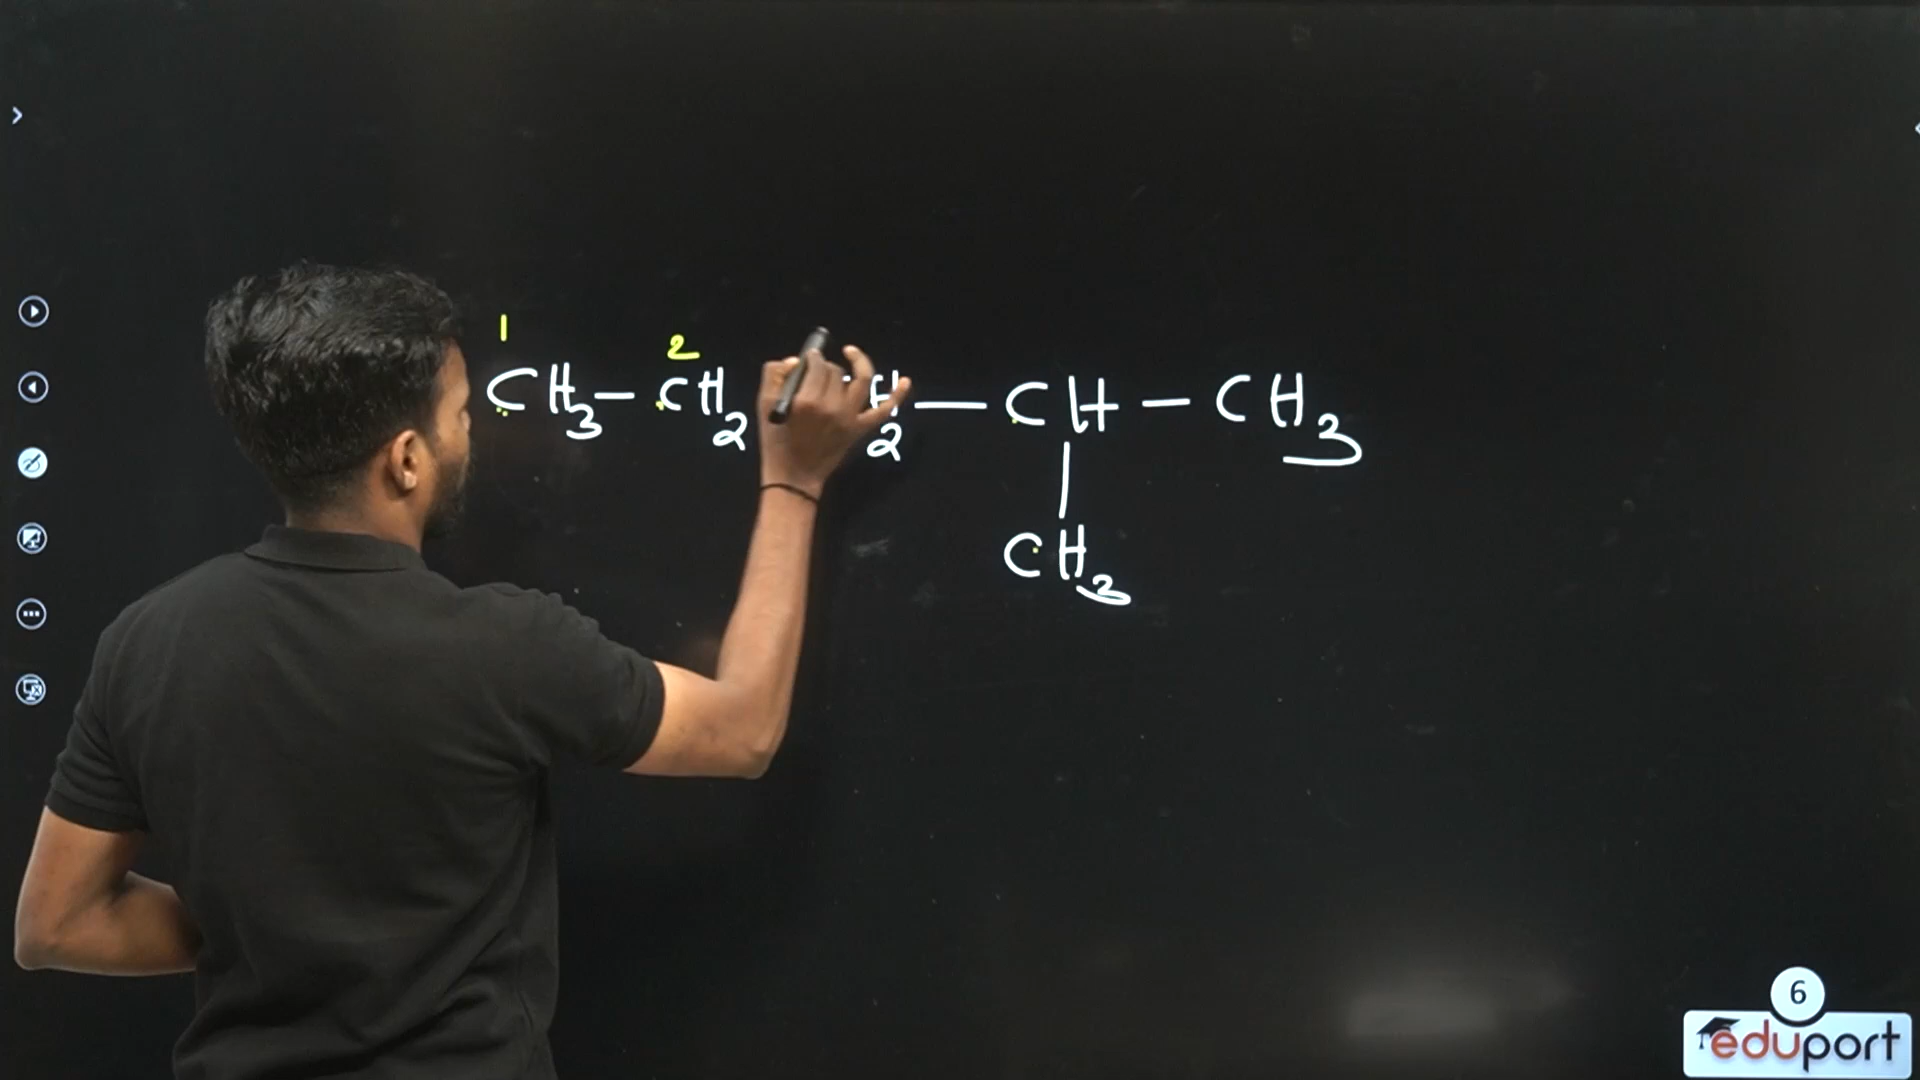 1 2
CH3 – CH2 H2 — CH – CH3
CH3
6
eduport